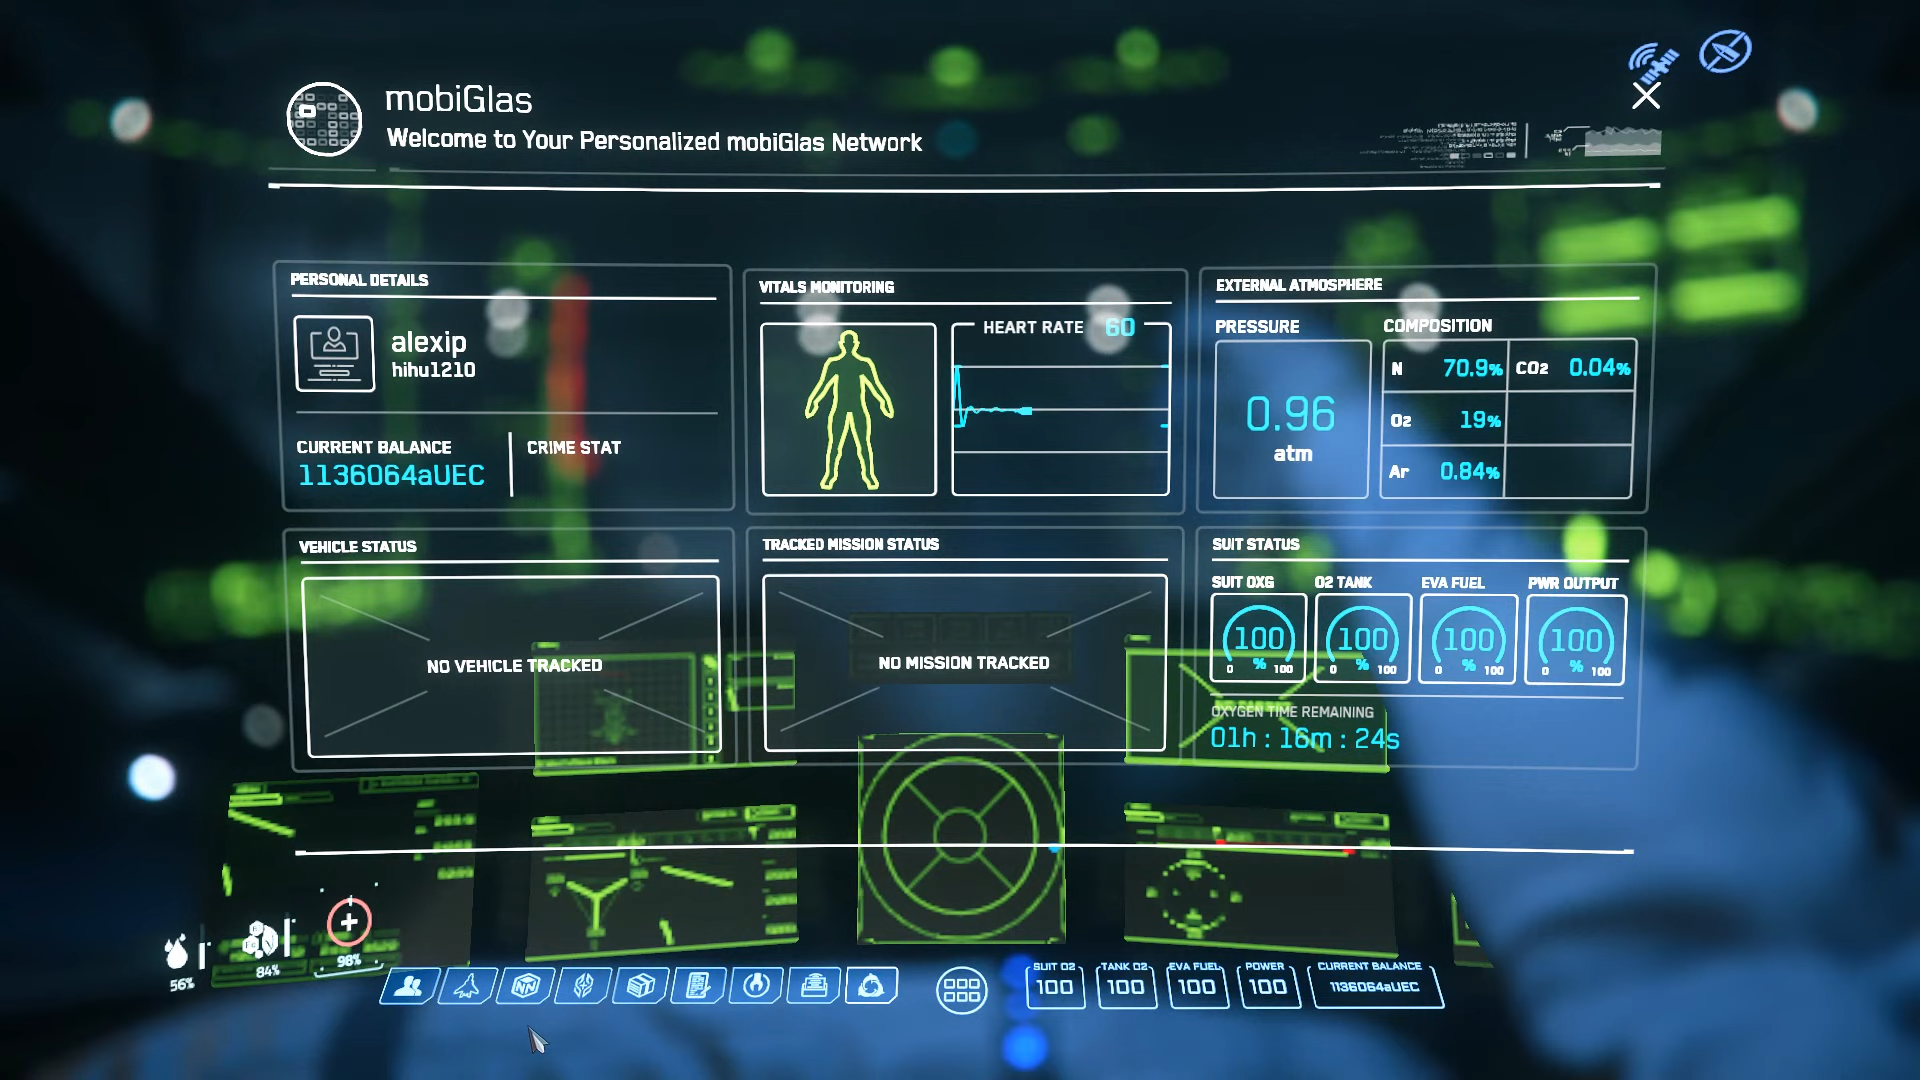 mobiGlas
Welcome to Your Personalized mobiGlas Network
PERSONAL DETAILS
alexip
hihu1210
CURRENT BALANCE
1136064aUEC
CRIME STAT
VITALS MONITORING
HEART RATE 60
EXTERNAL ATMOSPHERE
PRESSURE
0.96
atm
COMPOSITION
N 70.9% CO2 0.04%
O2 19%
Ar 0.84%
VEHICLE STATUS
NO VEHICLE TRACKED
TRACKED MISSION STATUS
NO MISSION TRACKED
SUIT STATUS
SUIT OXG O2 TANK EVA FUEL PWR OUTPUT
100 100 100 100
% % % %
0 100 0 100 0 100 0 100
OXYGEN TIME REMAINING
01h : 16m : 24s
56% 84% 98%
NN
SUIT O2 TANK O2 EVA FUEL POWER CURRENT BALANCE
100 100 100 100 1136064aUEC